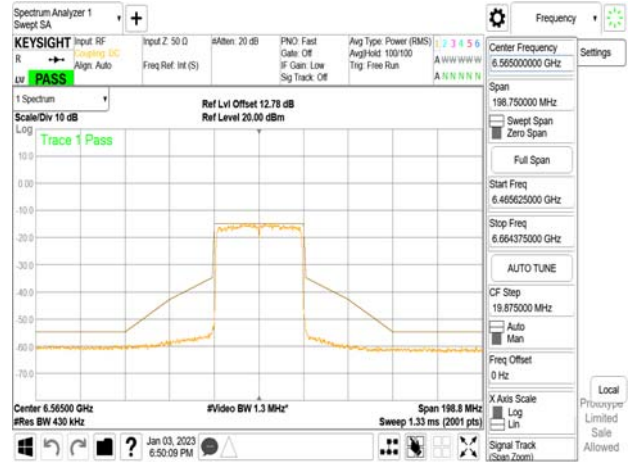 Spectrum Analyzer 1
Swept SA
+
Frequency
KEYSIGHT
Input: RF
Coupling: DC
Align: Auto
Input Z: 50 Ω
Freq Ref: Int (S)
#Atten: 20 dB
PNO: Fast
Gate: Off
IF Gain: Low
Sig Track: Off
Avg Type: Power (RMS)
Avg|Hold: 100/100
Trig: Free Run
1 2 3 4 5 6
A W W W W W
A N N N N N
R
LV
PASS
1 Spectrum
Scale/Div 10 dB
Ref Lvl Offset 12.78 dB
Ref Level 20.00 dBm
Log
Trace 1 Pass
10.0
0.00
-10.0
-20.0
-30.0
-40.0
-50.0
-60.0
-70.0
Center 6.56500 GHz
#Res BW 430 kHz
#Video BW 1.3 MHz*
Span 198.8 MHz
Sweep 1.33 ms (2001 pts)
Jan 03, 2023
6:50:09 PM
?
Center Frequency
6.565000000 GHz
Settings
Span
198.750000 MHz
Swept Span
Zero Span
Full Span
Start Freq
6.465625000 GHz
Stop Freq
6.664375000 GHz
AUTO TUNE
CF Step
19.875000 MHz
Auto
Man
Freq Offset
0 Hz
X Axis Scale
Log
Lin
Signal Track
(Span Zoom)
Local
Prototype
Limited
Sale
Allowed